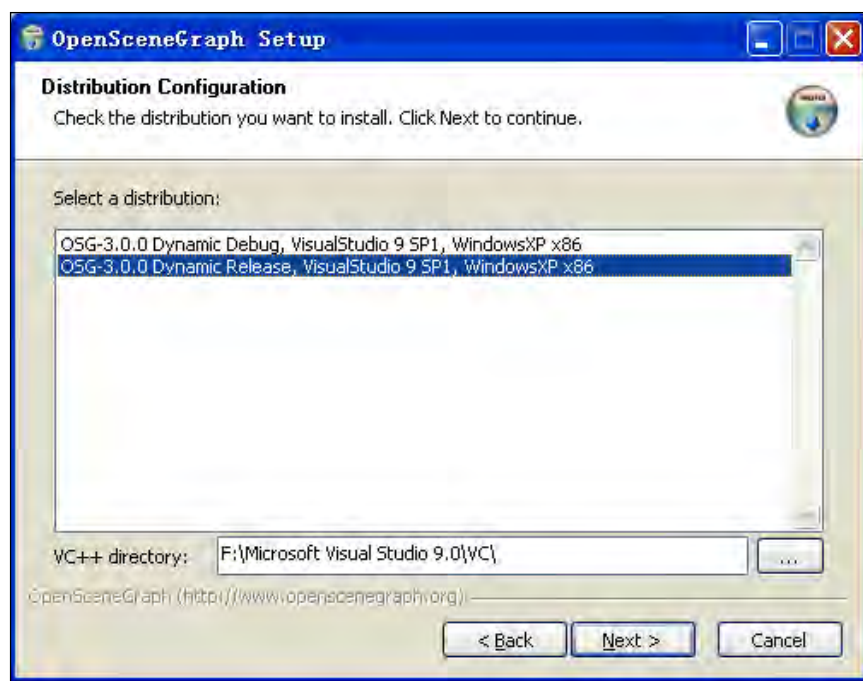 OpenSceneGraph Setup
Distribution Configuration
Check the distribution you want to install. Click Next to continue.
Select a distribution:
OSG-3.0.0 Dynamic Debug, VisualStudio 9 SP1, WindowsXP x86
OSG-3.0.0 Dynamic Release, VisualStudio 9 SP1, WindowsXP x86
VC++ directory: F:\Microsoft Visual Studio 9.0\VC\ ...
OpenSceneGraph (http://www.openscenegraph.org)
< Back Next > Cancel